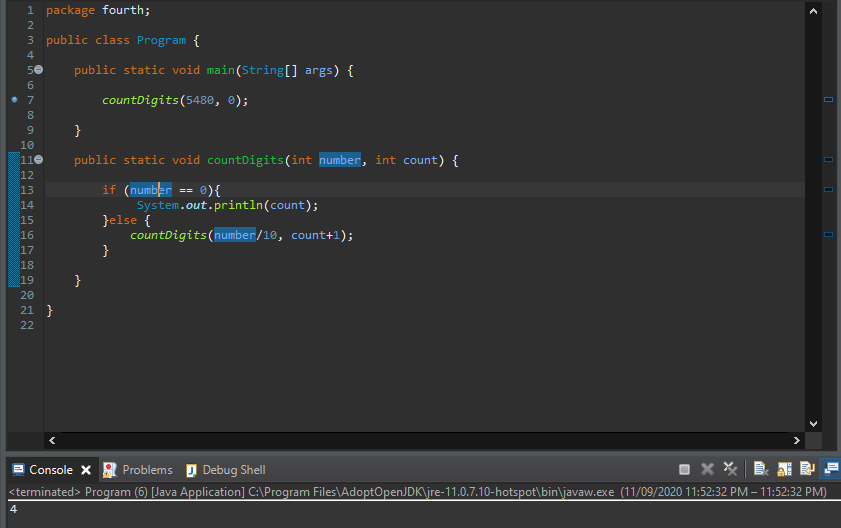 1 package fourth;
2
3 public class Program {
4
5 public static void main(String[] args) {
6
7 countDigits(5480, 0);
8
9 }
10
11 public static void countDigits(int number, int count) {
12
13 if (number == 0){
14 System.out.println(count);
15 }else {
16 countDigits(number/10, count+1);
17 }
18
19 }
20
21 }
22
Console Problems Debug Shell
<terminated> Program (6) [Java Application] C:\Program Files\AdoptOpenJDK\jre-11.0.7.10-hotspot\bin\javaw.exe (11/09/2020 11:52:32 PM – 11:52:32 PM)
4